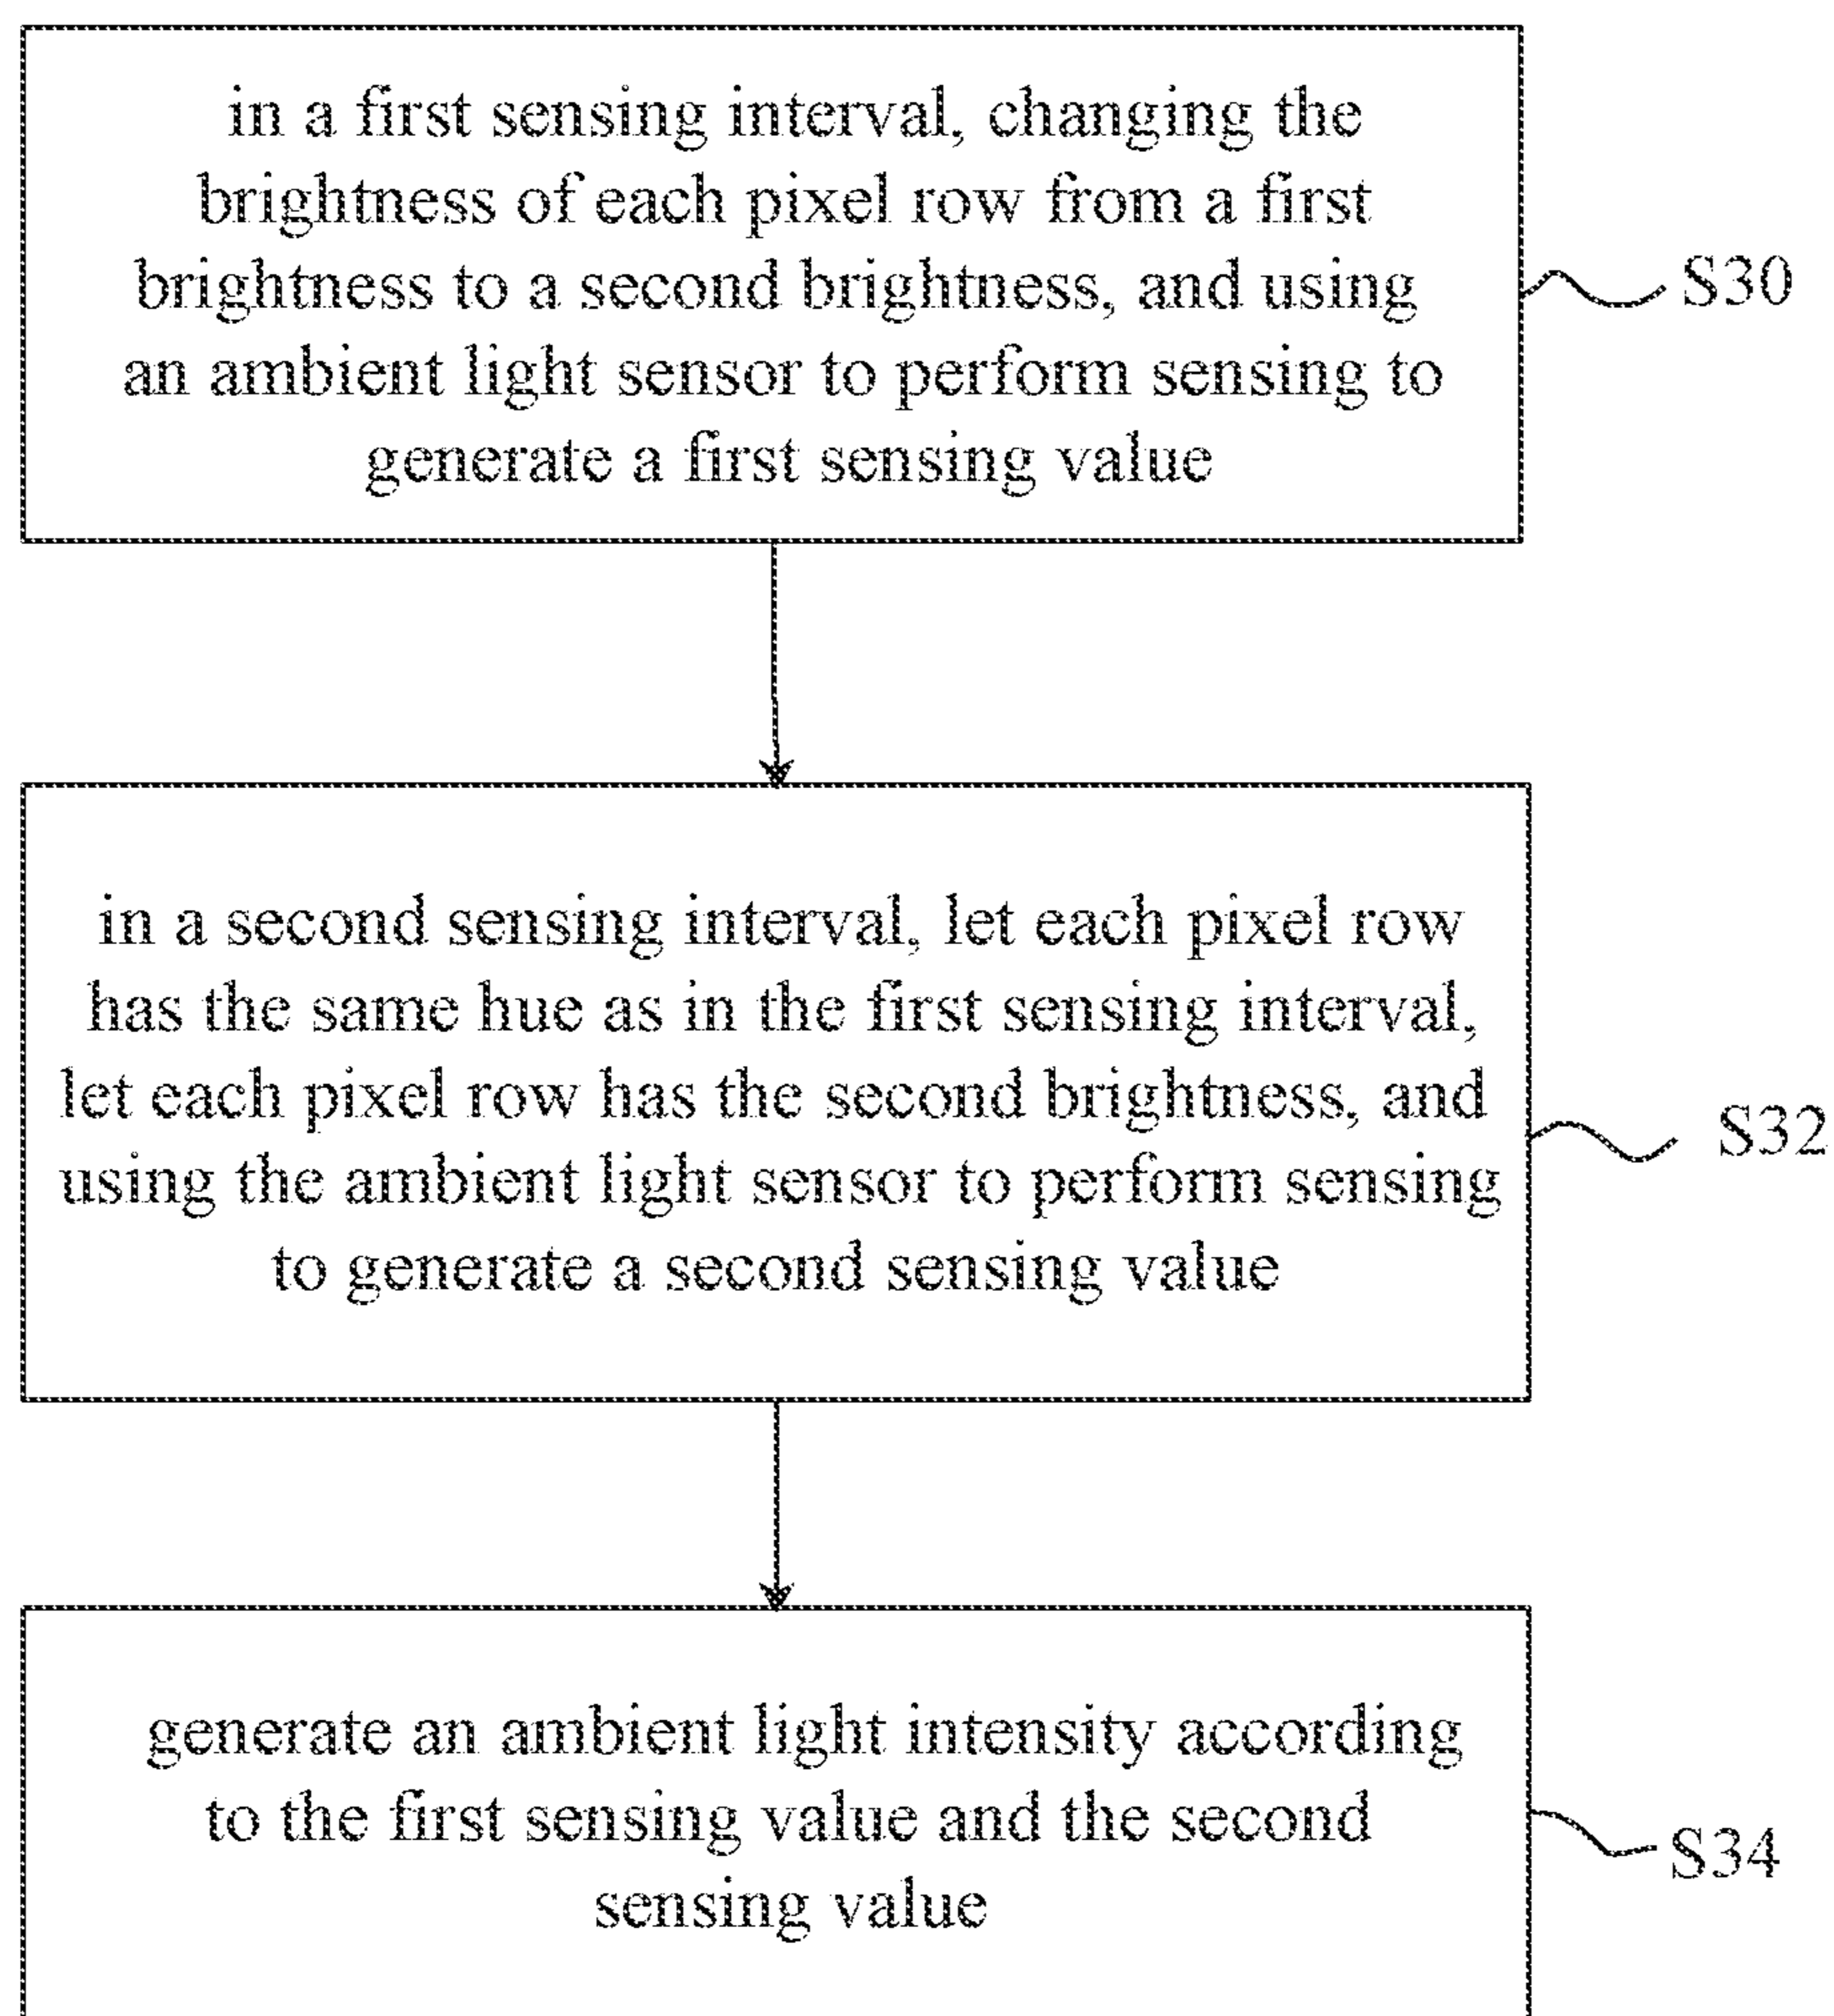 in a first sensing interval, changing the
brightness of each pixel row from a first
brightness to a second brightness, and using
an ambient light sensor to perform sensing to
generate a first sensing value
S30
in a second sensing interval, let each pixel row
has the same hue as in the first sensing interval,
let each pixel row has the second brightness, and
using the ambient light sensor to perform sensing
to generate a second sensing value
S32
generate an ambient light intensity according
to the first sensing value and the second
sensing value
S34